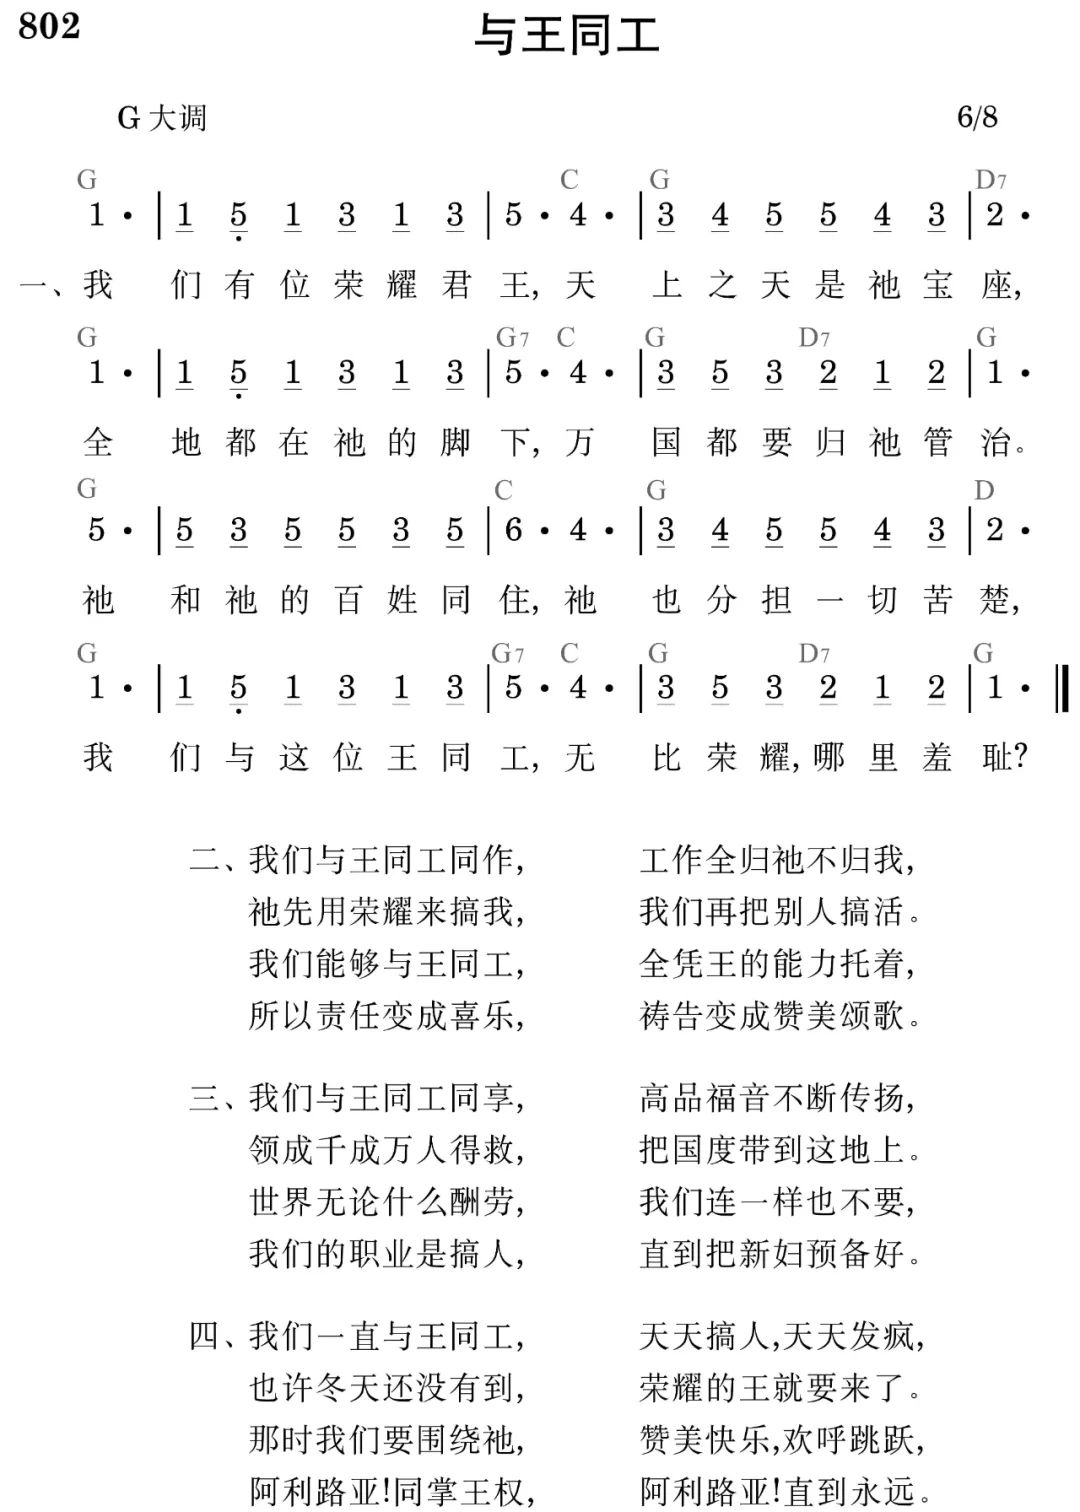 802
与王同工
G 大调 6/8
G C G D7
1· | 1 5 1 3 1 3 | 5· 4· | 3 4 5 5 4 3 | 2·
一、我 们有位荣耀君王, 天 上之天是祂宝座,
G G7 C G D7 G
1· | 1 5 1 3 1 3 | 5· 4· | 3 5 3 2 1 2 | 1·
全 地都在祂的脚下, 万 国都要归祂管治。
G C G D
5· | 5 3 5 5 3 5 | 6· 4· | 3 4 5 5 4 3 | 2·
祂 和祂的百姓同住, 祂 也分担一切苦楚,
G G7 C G D7 G
1· | 1 5 1 3 1 3 | 5· 4· | 3 5 3 2 1 2 | 1· ‖
我 们与这位王同工, 无 比荣耀, 哪里羞耻?
二、我们与王同工同作, 工作全归祂不归我,
祂先用荣耀来搞我, 我们再把别人搞活。
我们能够与王同工, 全凭王的能力托着,
所以责任变成喜乐, 祷告变成赞美颂歌。
三、我们与王同工同享, 高品福音不断传扬,
领成千成万人得救, 把国度带到这地上。
世界无论什么酬劳, 我们连一样也不要,
我们的职业是搞人, 直到把新妇预备好。
四、我们一直与王同工, 天天搞人,天天发疯,
也许冬天还没有到, 荣耀的王就要来了。
那时我们要围绕祂, 赞美快乐,欢呼跳跃,
阿利路亚!同掌王权, 阿利路亚!直到永远。